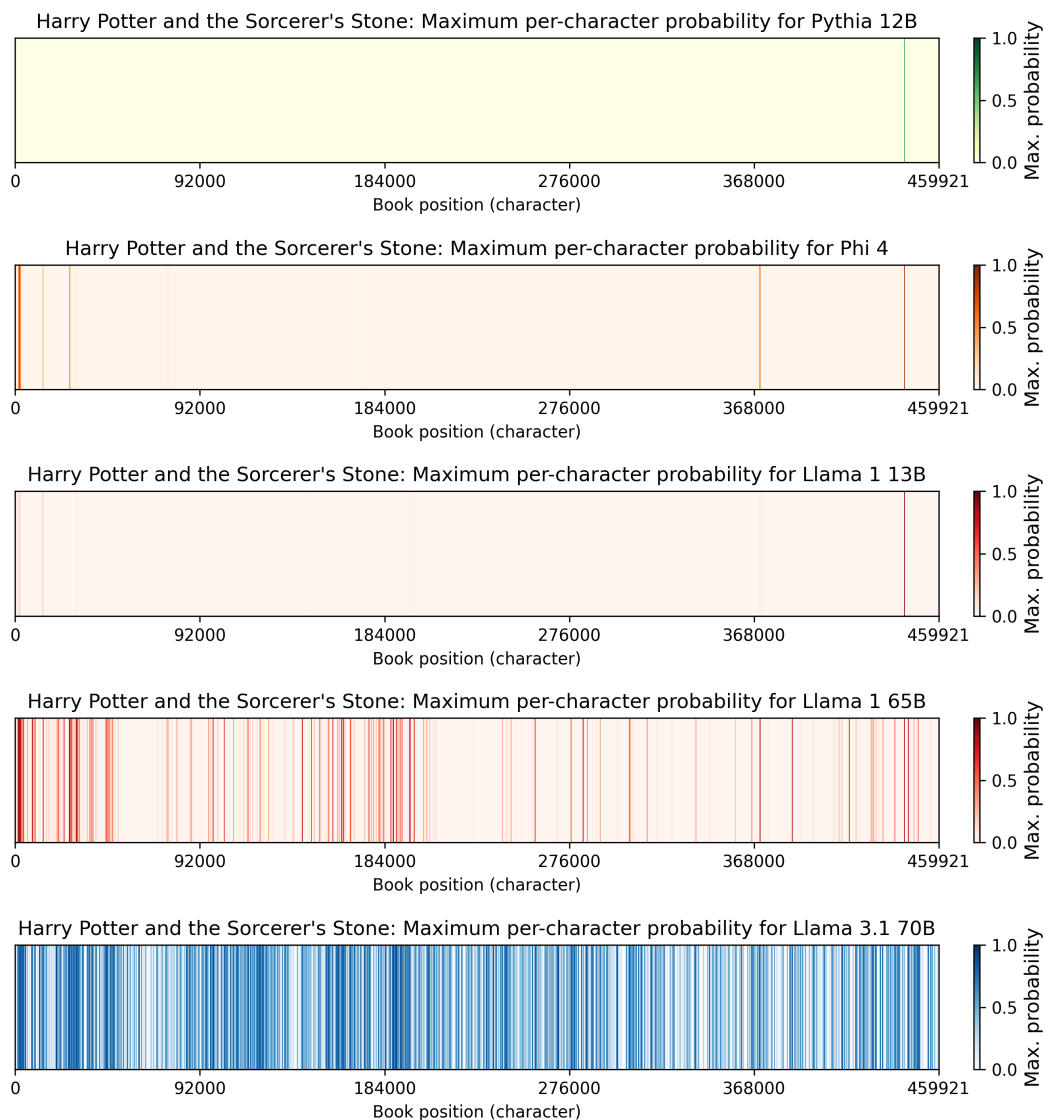 Harry Potter and the Sorcerer's Stone: Maximum per-character probability for Pythia 12B
1.0
0.5
0.0
Max. probability
0 92000 184000 276000 368000 459921
Book position (character)
Harry Potter and the Sorcerer's Stone: Maximum per-character probability for Phi 4
1.0
0.5
0.0
Max. probability
0 92000 184000 276000 368000 459921
Book position (character)
Harry Potter and the Sorcerer's Stone: Maximum per-character probability for Llama 1 13B
1.0
0.5
0.0
Max. probability
0 92000 184000 276000 368000 459921
Book position (character)
Harry Potter and the Sorcerer's Stone: Maximum per-character probability for Llama 1 65B
1.0
0.5
0.0
Max. probability
0 92000 184000 276000 368000 459921
Book position (character)
Harry Potter and the Sorcerer's Stone: Maximum per-character probability for Llama 3.1 70B
1.0
0.5
0.0
Max. probability
0 92000 184000 276000 368000 459921
Book position (character)